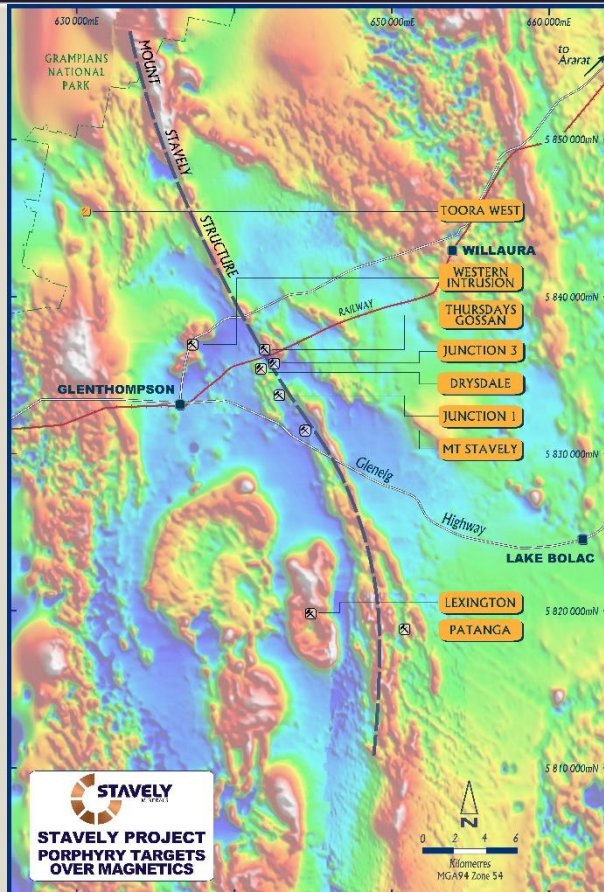 630 000mE
650 000mE
660 000mE
to
Ararat
GRAMPIANS
NATIONAL
PARK
MOUNT
STAVELY
STRUCTURE
5 850 000mN
TOORA WEST
WILLAURA
WESTERN
INTRUSION
5 840 000mN
RAILWAY
THURSDAYS
GOSSAN
JUNCTION 3
GLENTHOMPSON
DRYSDALE
JUNCTION 1
MT STAVELY
5 830 000mN
Glenelg
Highway
LAKE BOLAC
LEXINGTON
5 820 000mN
PATANGA
5 810 000mN
STAVELY
MINERALS
STAVELY PROJECT
PORPHYRY TARGETS
OVER MAGNETICS
N
0 2 4 6
Kilometres
MGA94 Zone 54